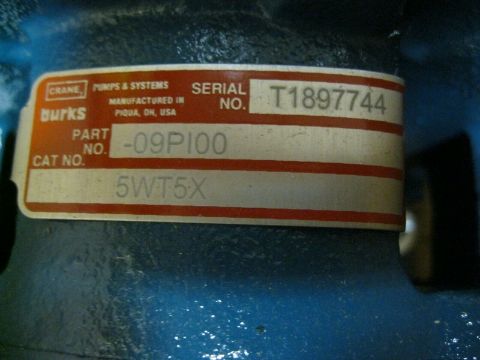 CRANE PUMPS & SYSTEMS SERIAL NO. T1897744
MANUFACTURED IN
PIQUA, OH, USA
burks
PART NO. -09PI00
CAT NO.
5WT5X